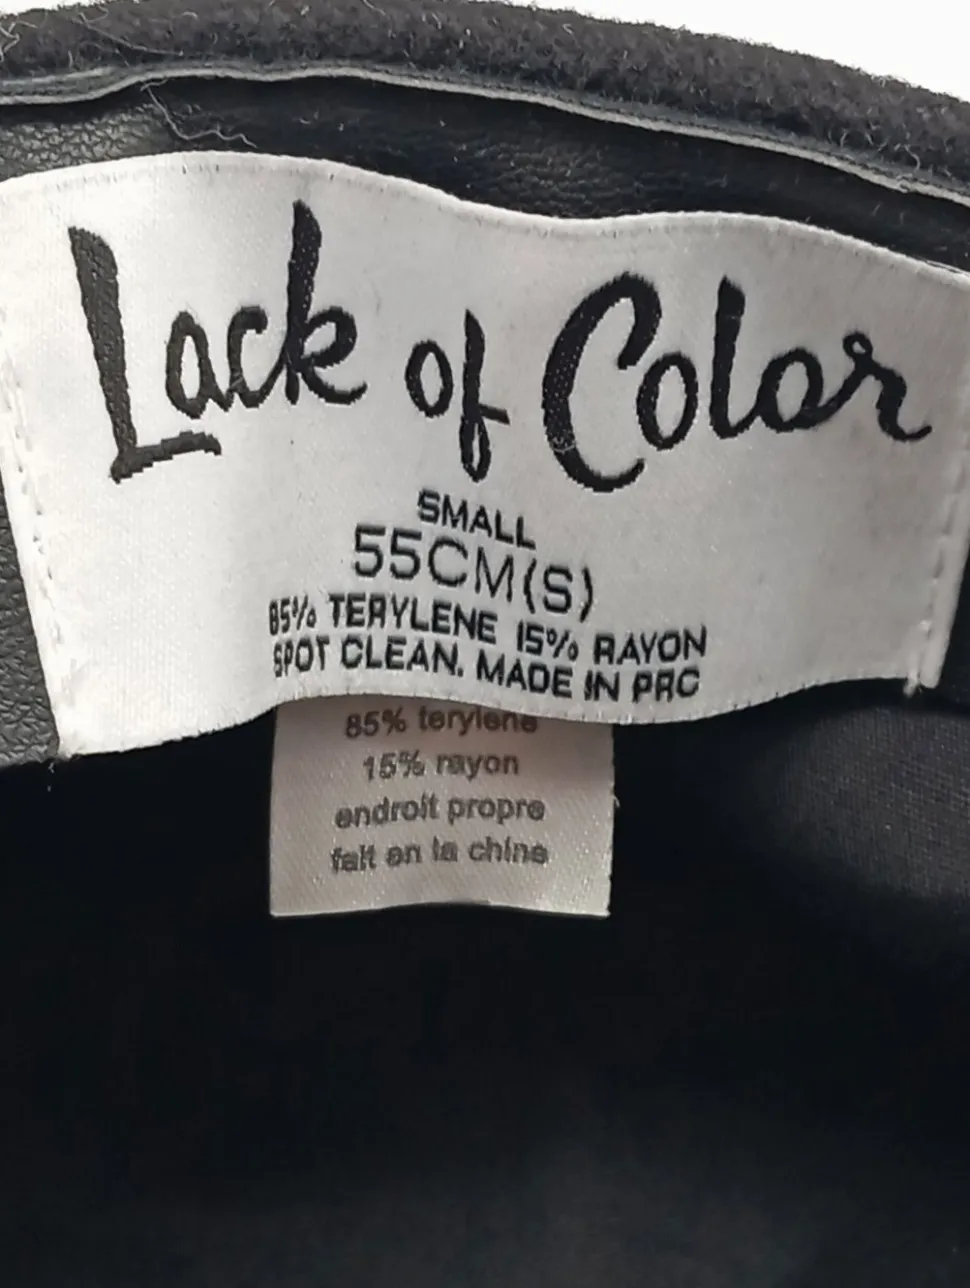 Lack of Color
SMALL
55CM(S)
85% TERYLENE 15% RAYON
SPOT CLEAN. MADE IN PRC
85% terylene
15% rayon
endroit propre
fait en la chine